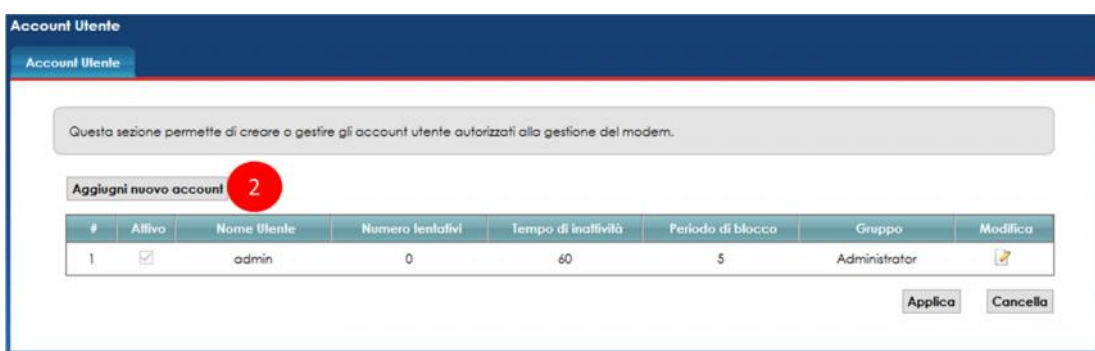 Account Utente
Account Utente
Questa sezione permette di creare o gestire gli account utente autorizzati alla gestione del modem.
Aggiugni nuovo account 2
# Attivo Nome Utente Numero tentativi Tempo di inattività Periodo di blocco Gruppo Modifica
1 admin 0 60 5 Administrator
Applica Cancella